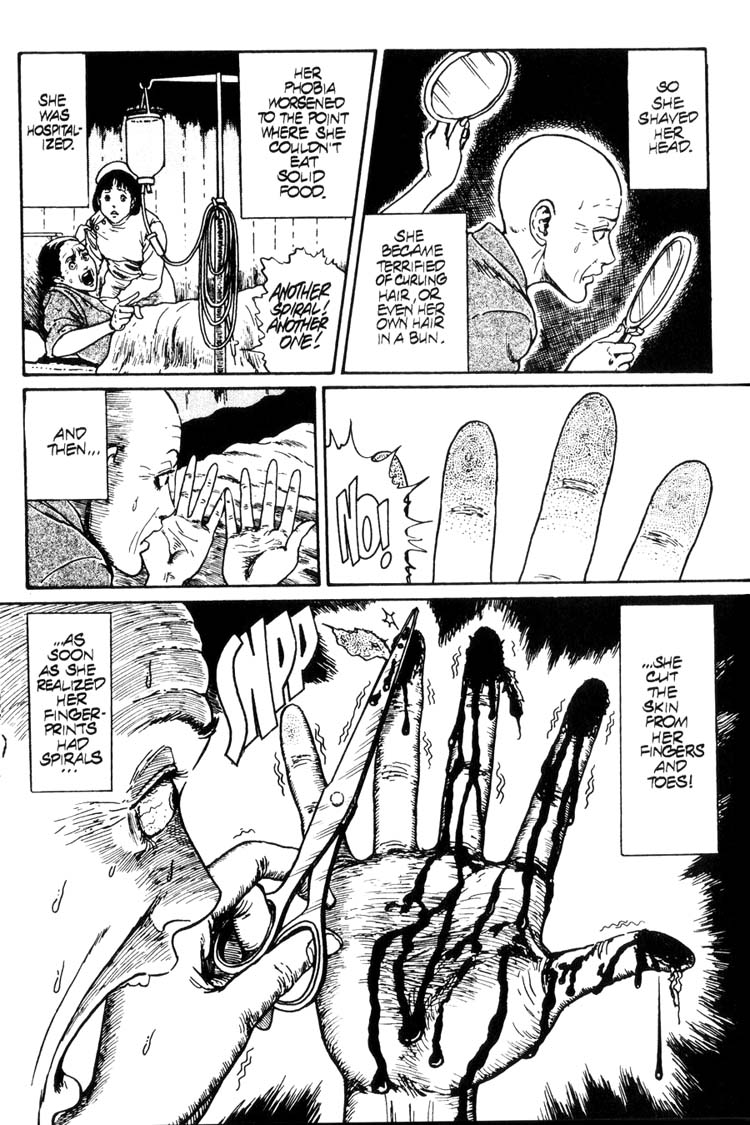 SHE
WAS
HOSPITAL-
IZED.
HER
PHOBIA
WORSENED
TO THE POINT
WHERE SHE
COULDN'T
EAT
SOLID
FOOD.
ANOTHER
SPIRAL!
ANOTHER
ONE!
SO
SHE
SHAVED
HER
HEAD.
SHE
BECAME
TERRIFIED
OF CURLING
HAIR, OR
EVEN HER
OWN HAIR
IN A BUN.
AND
THEN...
NO!
...AS
SOON
AS SHE
REALIZED
HER
FINGER-
PRINTS
HAD
SPIRALS
...
SNPP
...SHE
CUT
THE
SKIN
FROM
HER
FINGERS
AND
TOES!